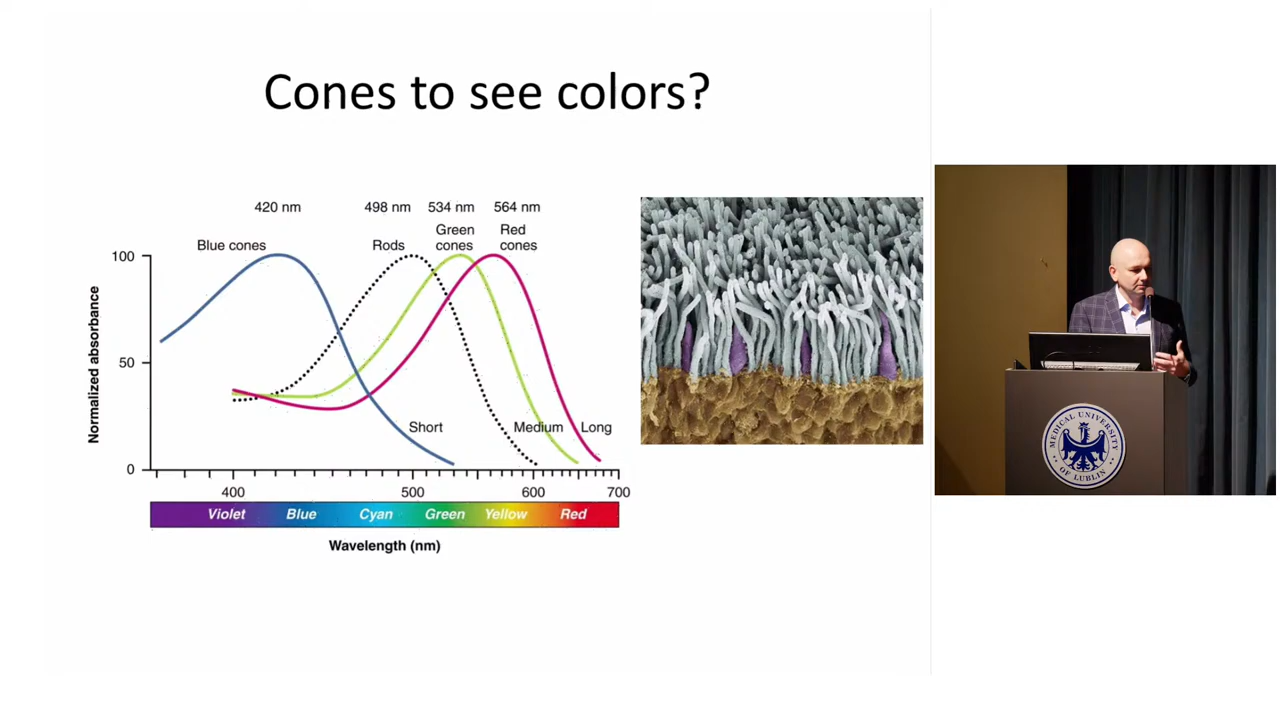 Cones to see colors?
420 nm
498 nm
534 nm
564 nm
Blue cones
Rods
Green
cones
Red
cones
100
50
0
Normalized absorbance
Short
Medium
Long
400
500
600
700
Violet
Blue
Cyan
Green
Yellow
Red
Wavelength (nm)
MEDICAL UNIVERSITY
OF LUBLIN